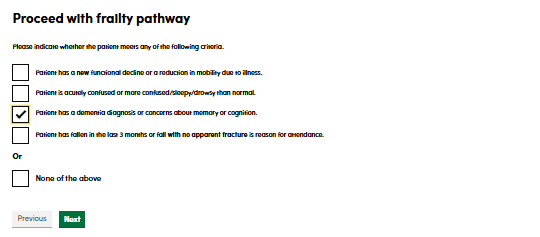 Proceed with frailty pathway
Please indicate whether the patient meets any of the following criteria.
Patient has a new functional decline or a reduction in mobility due to illness.
Patient is acutely confused or more confused/sleepy/drowsy than normal.
Patient has a dementia diagnosis or concerns about memory or cognition.
Patient has fallen in the last 3 months or fall with no apparent fracture is reason for attendance.
Or
None of the above
Previous Next